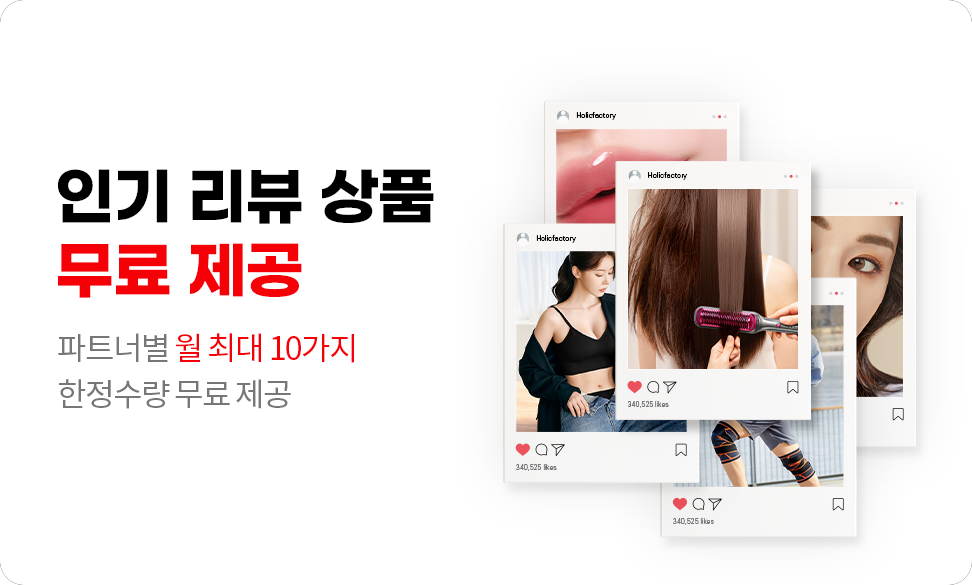 인기 리뷰 상품
무료 제공
파트너별 월 최대 10가지
한정수량 무료 제공
Holicfactory
Holicfactory
340,525 likes
Holicfactory
340,525 likes
340,525 likes